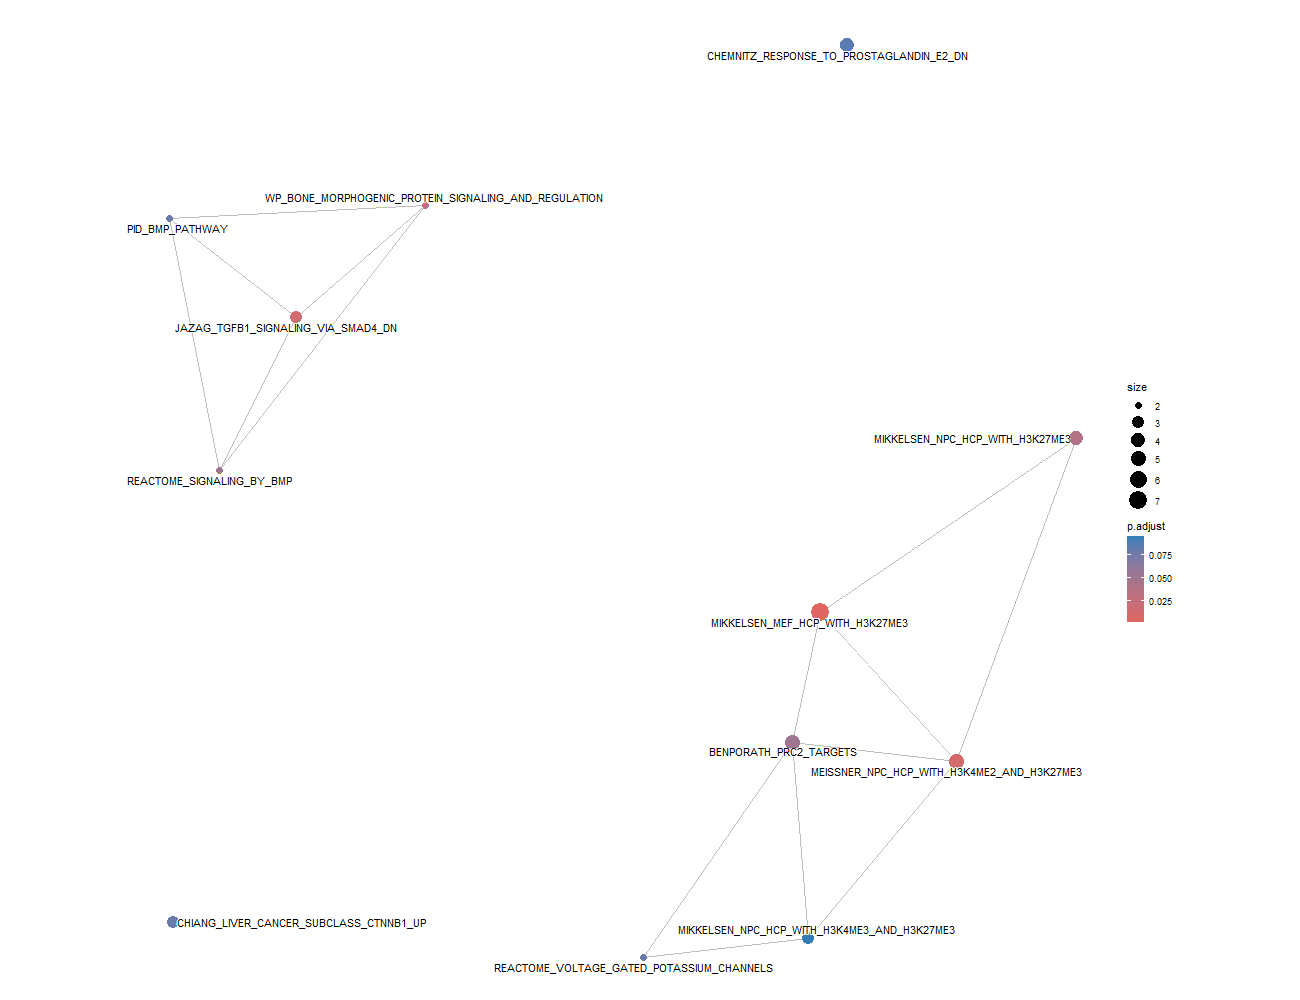 CHEMNITZ_RESPONSE_TO_PROSTAGLANDIN_E2_DN
WP_BONE_MORPHOGENIC_PROTEIN_SIGNALING_AND_REGULATION
PID_BMP_PATHWAY
JAZAG_TGFB1_SIGNALING_VIA_SMAD4_DN
REACTOME_SIGNALING_BY_BMP
MIKKELSEN_NPC_HCP_WITH_H3K27ME3
MIKKELSEN_MEF_HCP_WITH_H3K27ME3
BENPORATH_PRC2_TARGETS
MEISSNER_NPC_HCP_WITH_H3K4ME2_AND_H3K27ME3
CHIANG_LIVER_CANCER_SUBCLASS_CTNNB1_UP
MIKKELSEN_NPC_HCP_WITH_H3K4ME3_AND_H3K27ME3
REACTOME_VOLTAGE_GATED_POTASSIUM_CHANNELS
size
2
3
4
5
6
7
p.adjust
0.075
0.050
0.025